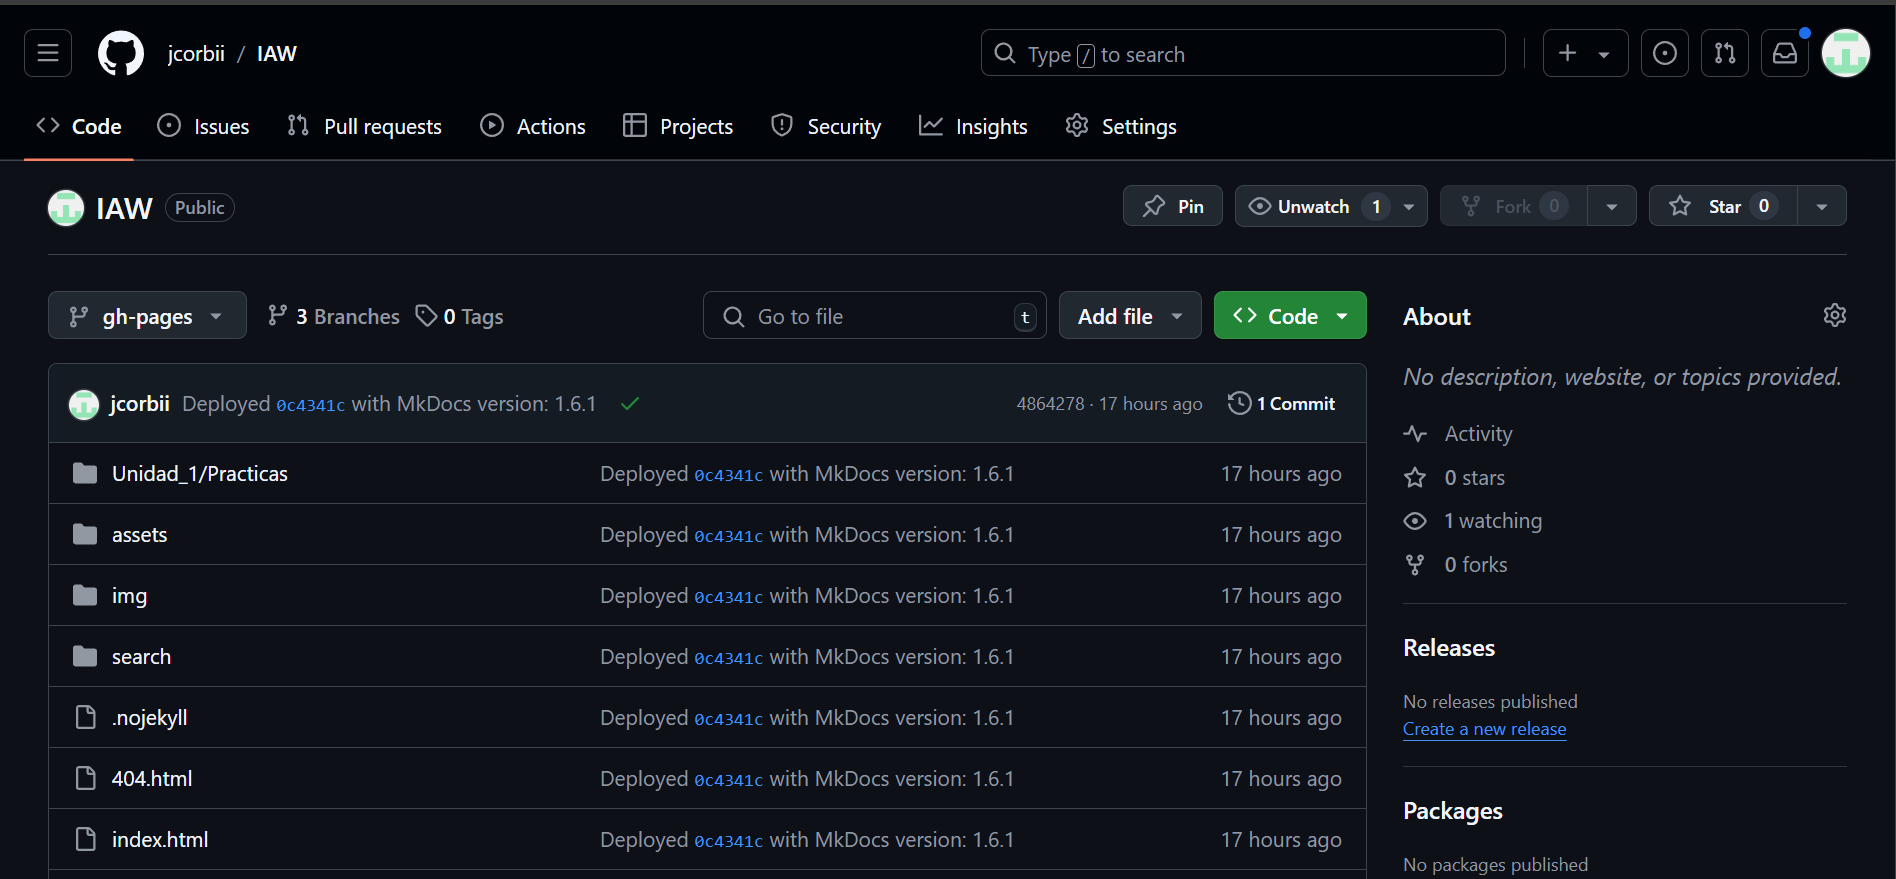 jcorbii / IAW
Type / to search
Code Issues Pull requests Actions Projects Security Insights Settings
IAW Public
Pin Unwatch 1 Fork 0 Star 0
gh-pages 3 Branches 0 Tags Go to file t Add file Code
About
No description, website, or topics provided.
jcorbii Deployed 0c4341c with MkDocs version: 1.6.1 4864278 · 17 hours ago 1 Commit
Activity
Unidad_1/Practicas Deployed 0c4341c with MkDocs version: 1.6.1 17 hours ago
0 stars
assets Deployed 0c4341c with MkDocs version: 1.6.1 17 hours ago
1 watching
0 forks
img Deployed 0c4341c with MkDocs version: 1.6.1 17 hours ago
search Deployed 0c4341c with MkDocs version: 1.6.1 17 hours ago
Releases
No releases published
Create a new release
.nojekyll Deployed 0c4341c with MkDocs version: 1.6.1 17 hours ago
404.html Deployed 0c4341c with MkDocs version: 1.6.1 17 hours ago
Packages
index.html Deployed 0c4341c with MkDocs version: 1.6.1 17 hours ago
No packages published